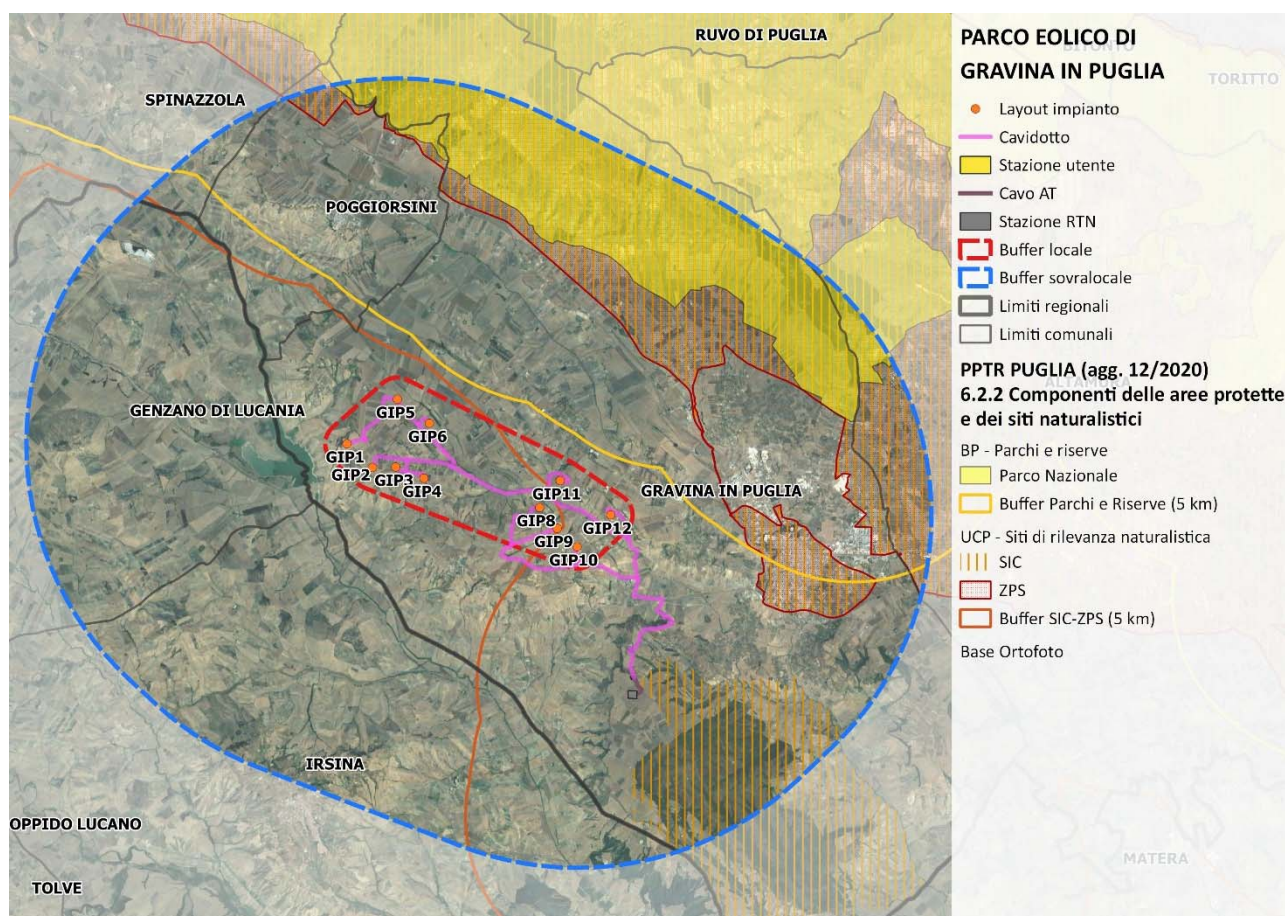 RUVO DI PUGLIA
SPINAZZOLA
POGGIORSINI
GENZANO DI LUCANIA
GIP5
GIP6
GIP1
GIP2
GIP3
GIP4
GIP11
GRAVINA IN PUGLIA
GIP8
GIP12
GIP9
GIP10
IRSINA
OPPIDO LUCANO
TOLVE
PARCO EOLICO DI
GRAVINA IN PUGLIA
BITONTO
TORITTO
Layout impianto
Cavidotto
Stazione utente
Cavo AT
Stazione RTN
Buffer locale
Buffer sovralocale
Limiti regionali
Limiti comunali
PPTR PUGLIA (agg. 12/2020)
ALTAMURA
6.2.2 Componenti delle aree protette
e dei siti naturalistici
BP - Parchi e riserve
Parco Nazionale
Buffer Parchi e Riserve (5 km)
UCP - Siti di rilevanza naturalistica
SIC
ZPS
Buffer SIC-ZPS (5 km)
Base Ortofoto
MATERA